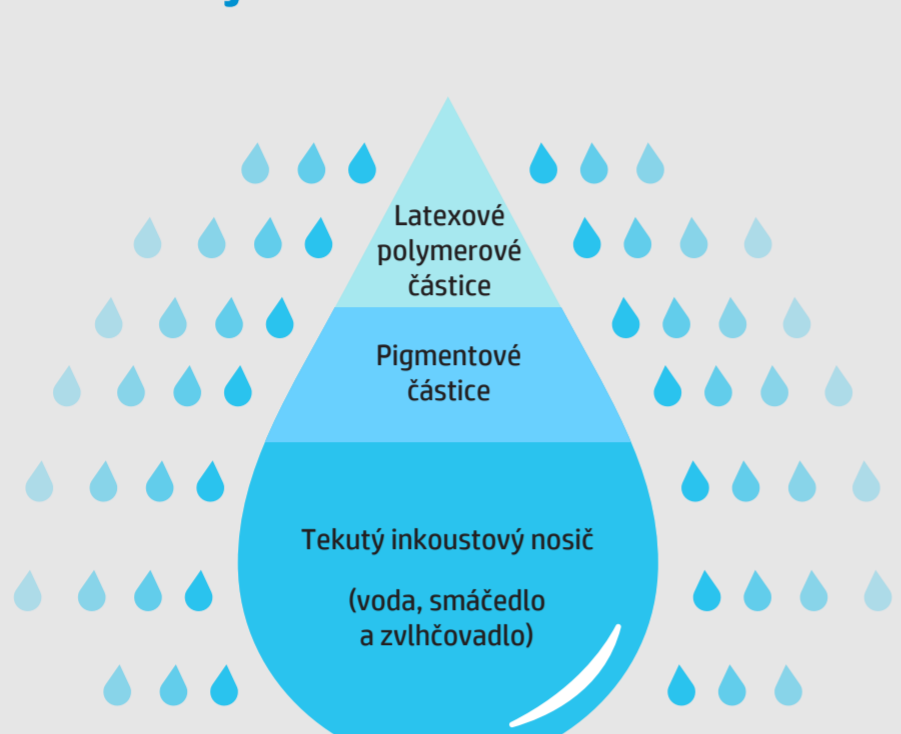 Latexové
polymerové
částice
Pigmentové
částice
Tekutý inkoustový nosič
(voda, smáčedlo
a zvlhčovadlo)